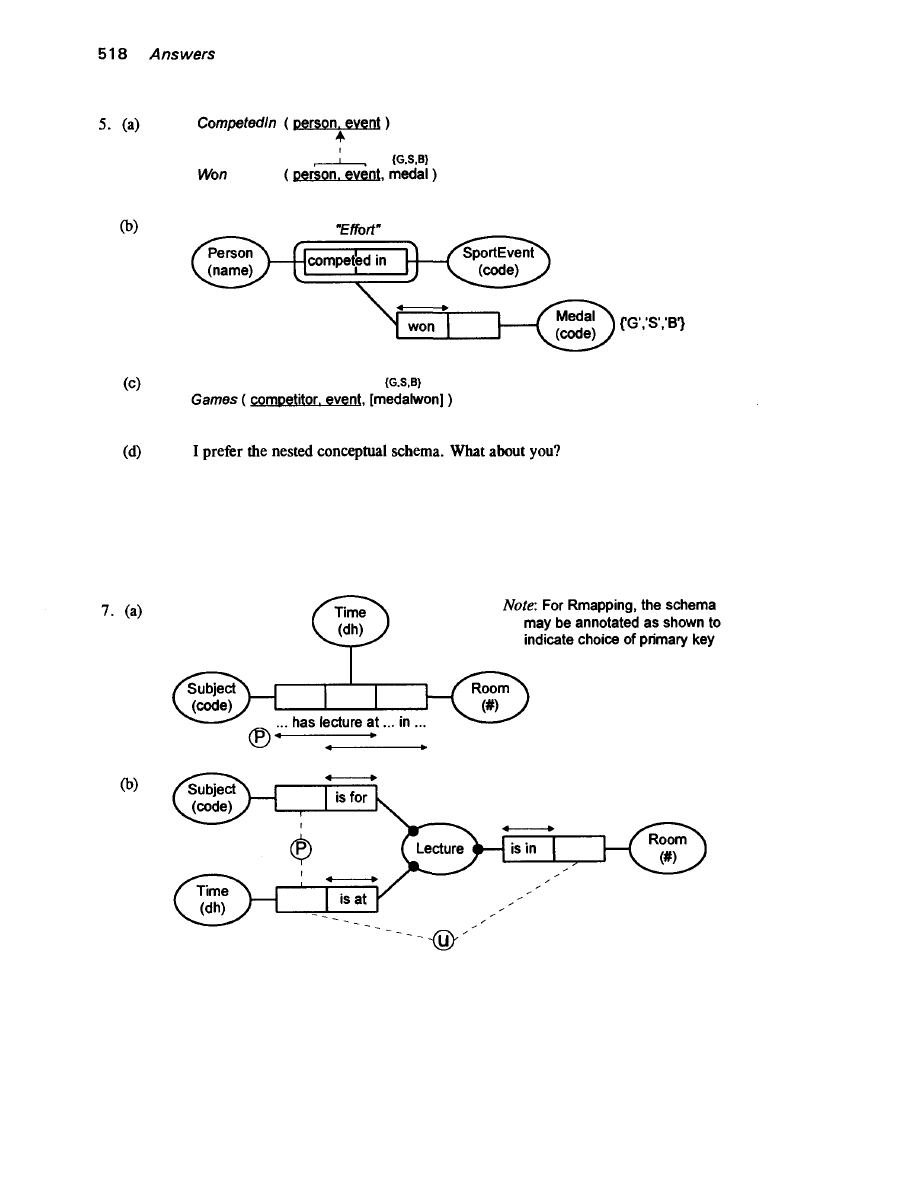 518 Answers
5. (a) CompetedIn ( person, event )
{G,S,B}
Won ( person, event, medal )
(b) "Effort"
Person
(name)
competed in
SportEvent
(code)
won
Medal
(code)
{'G','S','B'}
(c) {G,S,B}
Games ( competitor, event, [medalwon] )
(d) I prefer the nested conceptual schema. What about you?
7. (a)
Time
(dh)
Note: For Rmapping, the schema
may be annotated as shown to
indicate choice of primary key
Subject
(code)
Room
(#)
... has lecture at ... in ...
P
(b)
Subject
(code)
is for
P
Lecture
is in
Room
(#)
Time
(dh)
is at
u